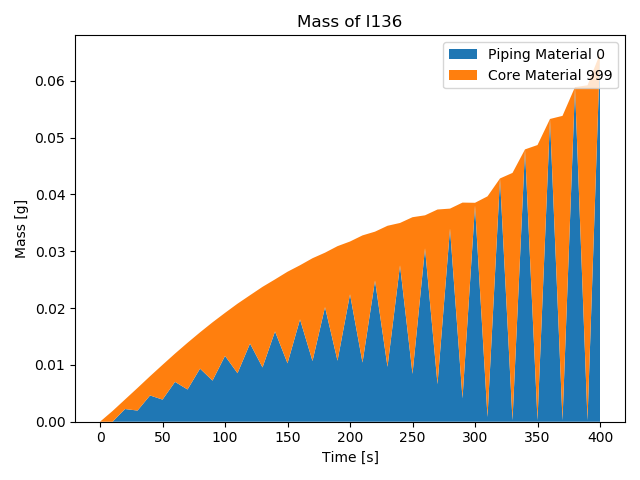 Mass of I136
Piping Material 0
Core Material 999
Mass [g]
0.06
0.05
0.04
0.03
0.02
0.01
0.00
0 50 100 150 200 250 300 350 400
Time [s]